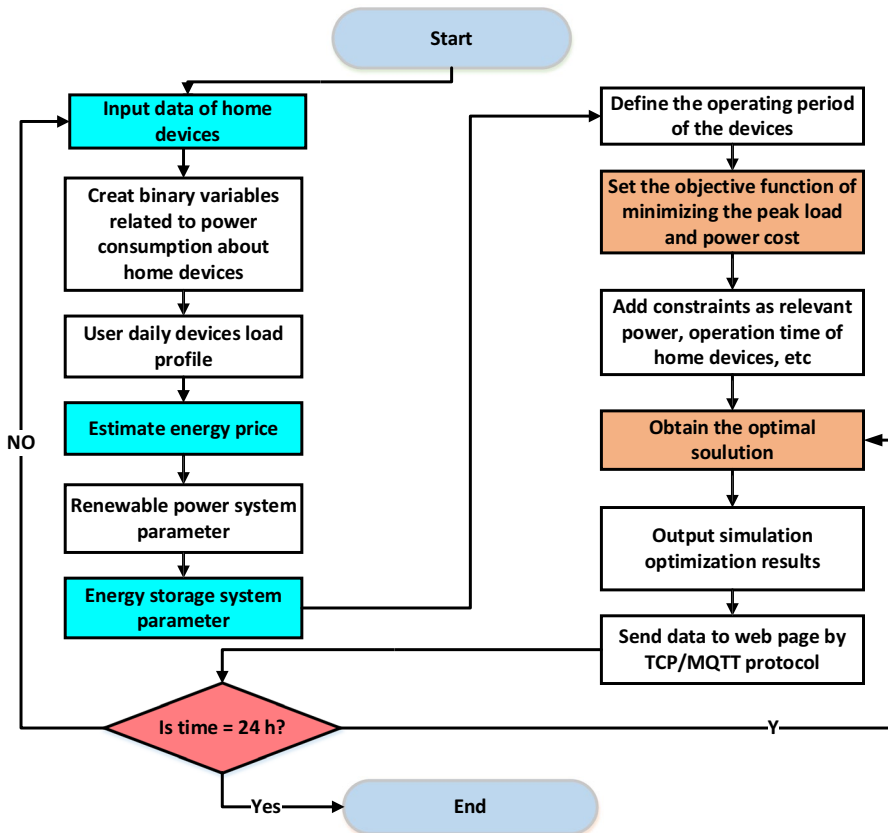 Start
Input data of home
devices
Creat binary variables
related to power
consumption about
home devices
User daily devices load
profile
Estimate energy price
Renewable power system
parameter
Energy storage system
parameter
Define the operating period
of the devices
Set the objective function of
minimizing the peak load
and power cost
Add constraints as relevant
power, operation time of
home devices, etc
Obtain the optimal
soulution
Output simulation
optimization results
Send data to web page by
TCP/MQTT protocol
Is time = 24 h?
NO
Y
Yes
End